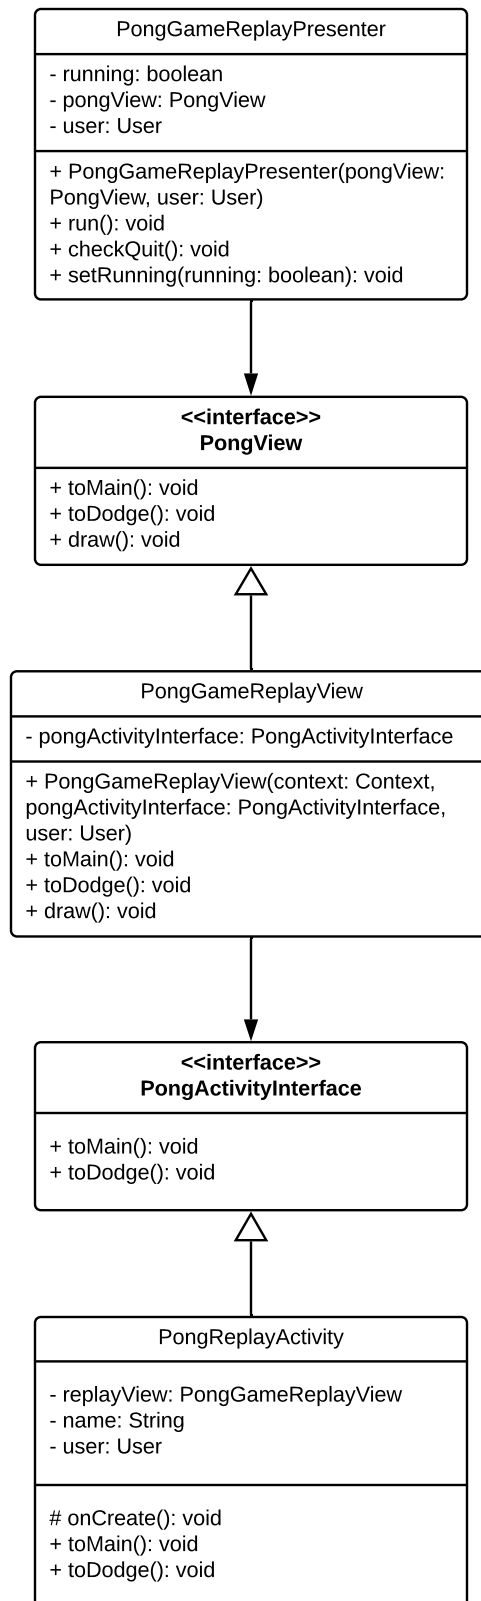 PongGameReplayPresenter
- running: boolean
- pongView: PongView
- user: User
+ PongGameReplayPresenter(pongView:
PongView, user: User)
+ run(): void
+ checkQuit(): void
+ setRunning(running: boolean): void
<<interface>>
PongView
+ toMain(): void
+ toDodge(): void
+ draw(): void
PongGameReplayView
- pongActivityInterface: PongActivityInterface
+ PongGameReplayView(context: Context,
pongActivityInterface: PongActivityInterface,
user: User)
+ toMain(): void
+ toDodge(): void
+ draw(): void
<<interface>>
PongActivityInterface
+ toMain(): void
+ toDodge(): void
PongReplayActivity
- replayView: PongGameReplayView
- name: String
- user: User
# onCreate(): void
+ toMain(): void
+ toDodge(): void